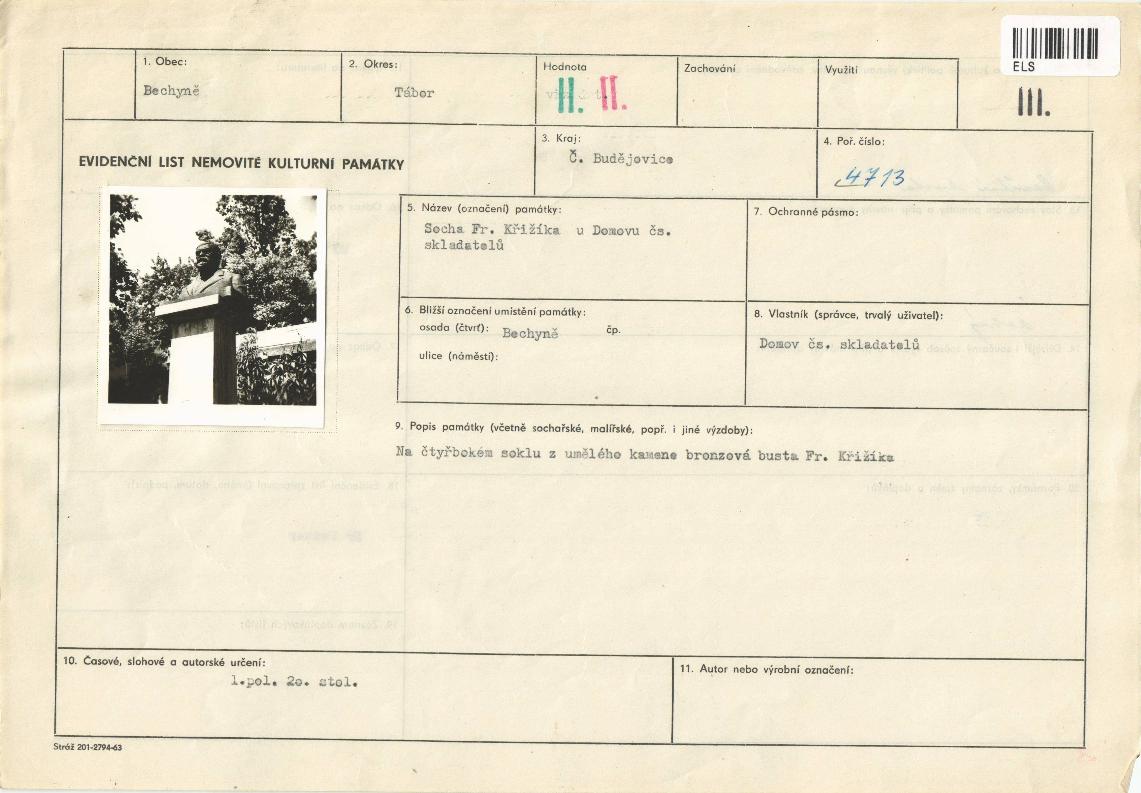 ELS
1. Obec:
Bechyně
2. Okres:
Tábor
Hodnota
II. II.
Zachování
Využití
III.
EVIDENČNÍ LIST NEMOVITÉ KULTURNÍ PAMÁTKY
3. Kraj:
Č. Budějovice
4. Poř. číslo:
4713
5. Název (označení) památky:
Socha Fr. Křižíka u Domovu čs.
skladatelů
7. Ochranné pásmo:
6. Bližší označení umístění památky:
osada (čtvrť): Bechyně čp.
ulice (náměstí):
8. Vlastník (správce, trvalý uživatel):
Domov čs. skladatelů
9. Popis památky (včetně sochařské, malířské, popř. i jiné výzdoby):
Na čtyřbokém soklu z umělého kamene bronzová busta Fr. Křižíka
10. Časové, slohové a autorské určení:
1.pol. 2o. stol.
11. Autor nebo výrobní označení:
Stráž 201-2794-63